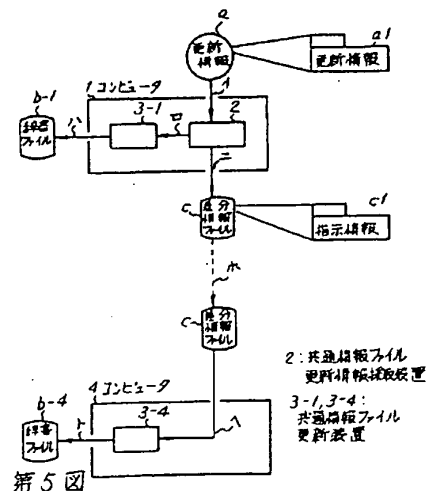 a
更新
情報
a1
更新情報
イ
1 コンピュータ
b-1
辞書
ファイル
ハ
3-1
ロ
2
ニ
c
差分
情報
ファイル
c1
指示情報
ホ
c
差分
情報
ファイル
2: 共通情報ファイル
更新情報採取装置
3-1, 3-4:
共通情報ファイル
更新装置
4 コンピュータ
b-4
辞書
ファイル
ト
3-4
ヘ
第5図